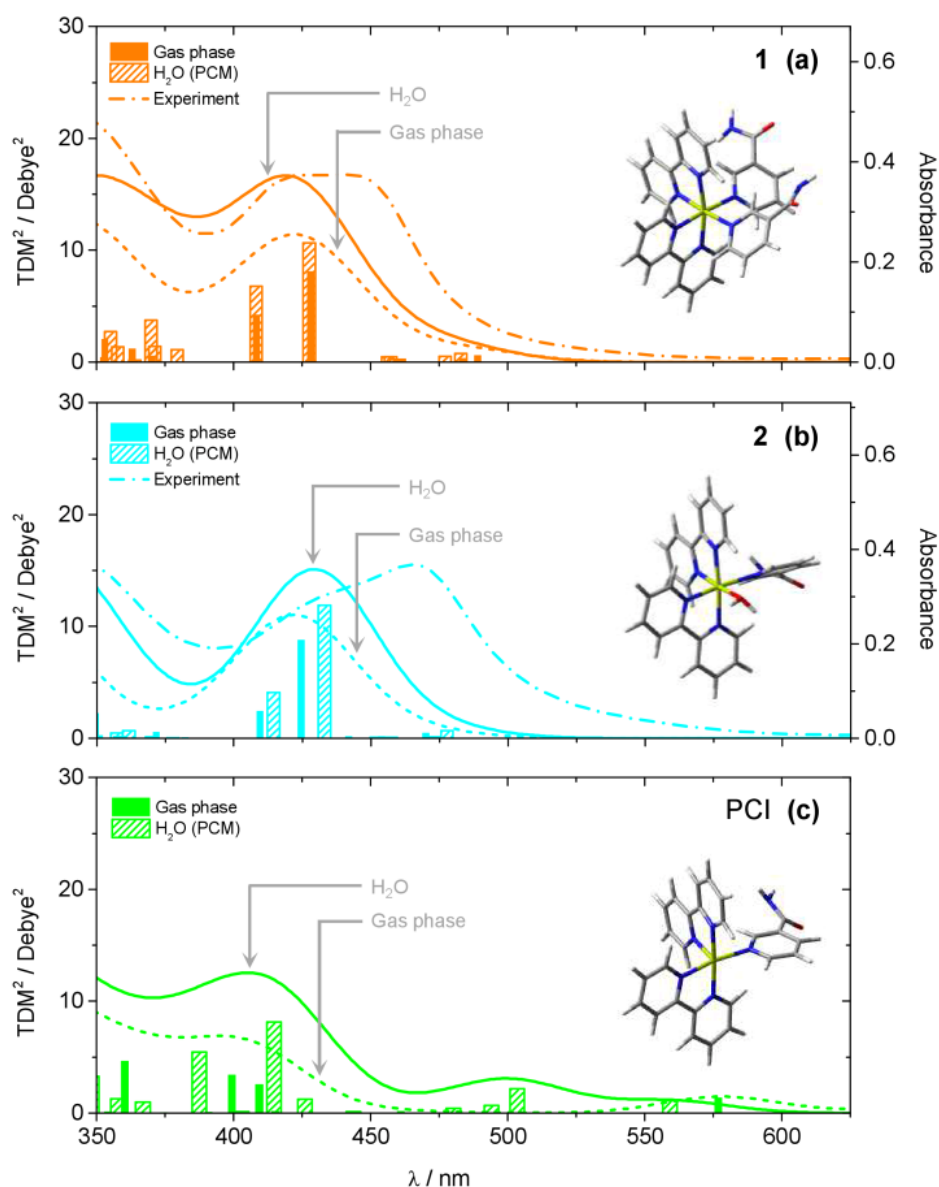 30
20
10
0
TDM² / Debye²
Gas phase
H₂O (PCM)
Experiment
H₂O
Gas phase
1 (a)
0.6
0.4
0.2
0.0
Absorbance
30
20
10
0
TDM² / Debye²
Gas phase
H₂O (PCM)
Experiment
H₂O
Gas phase
2 (b)
0.6
0.4
0.2
0.0
Absorbance
30
20
10
0
TDM² / Debye²
Gas phase
H₂O (PCM)
H₂O
Gas phase
PCI (c)
350 400 450 500 550 600
λ / nm